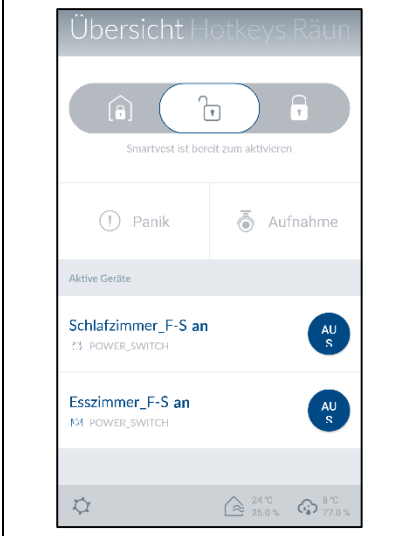 Übersicht Hotkeys Räun
Smartvest ist bereit zum aktivieren
Panik
Aufnahme
Aktive Geräte
Schlafzimmer_F-S an
AU
S
POWER_SWITCH
Esszimmer_F-S an
AU
S
POWER_SWITCH
24 °C
25.0 %
8 °C
77.0 %